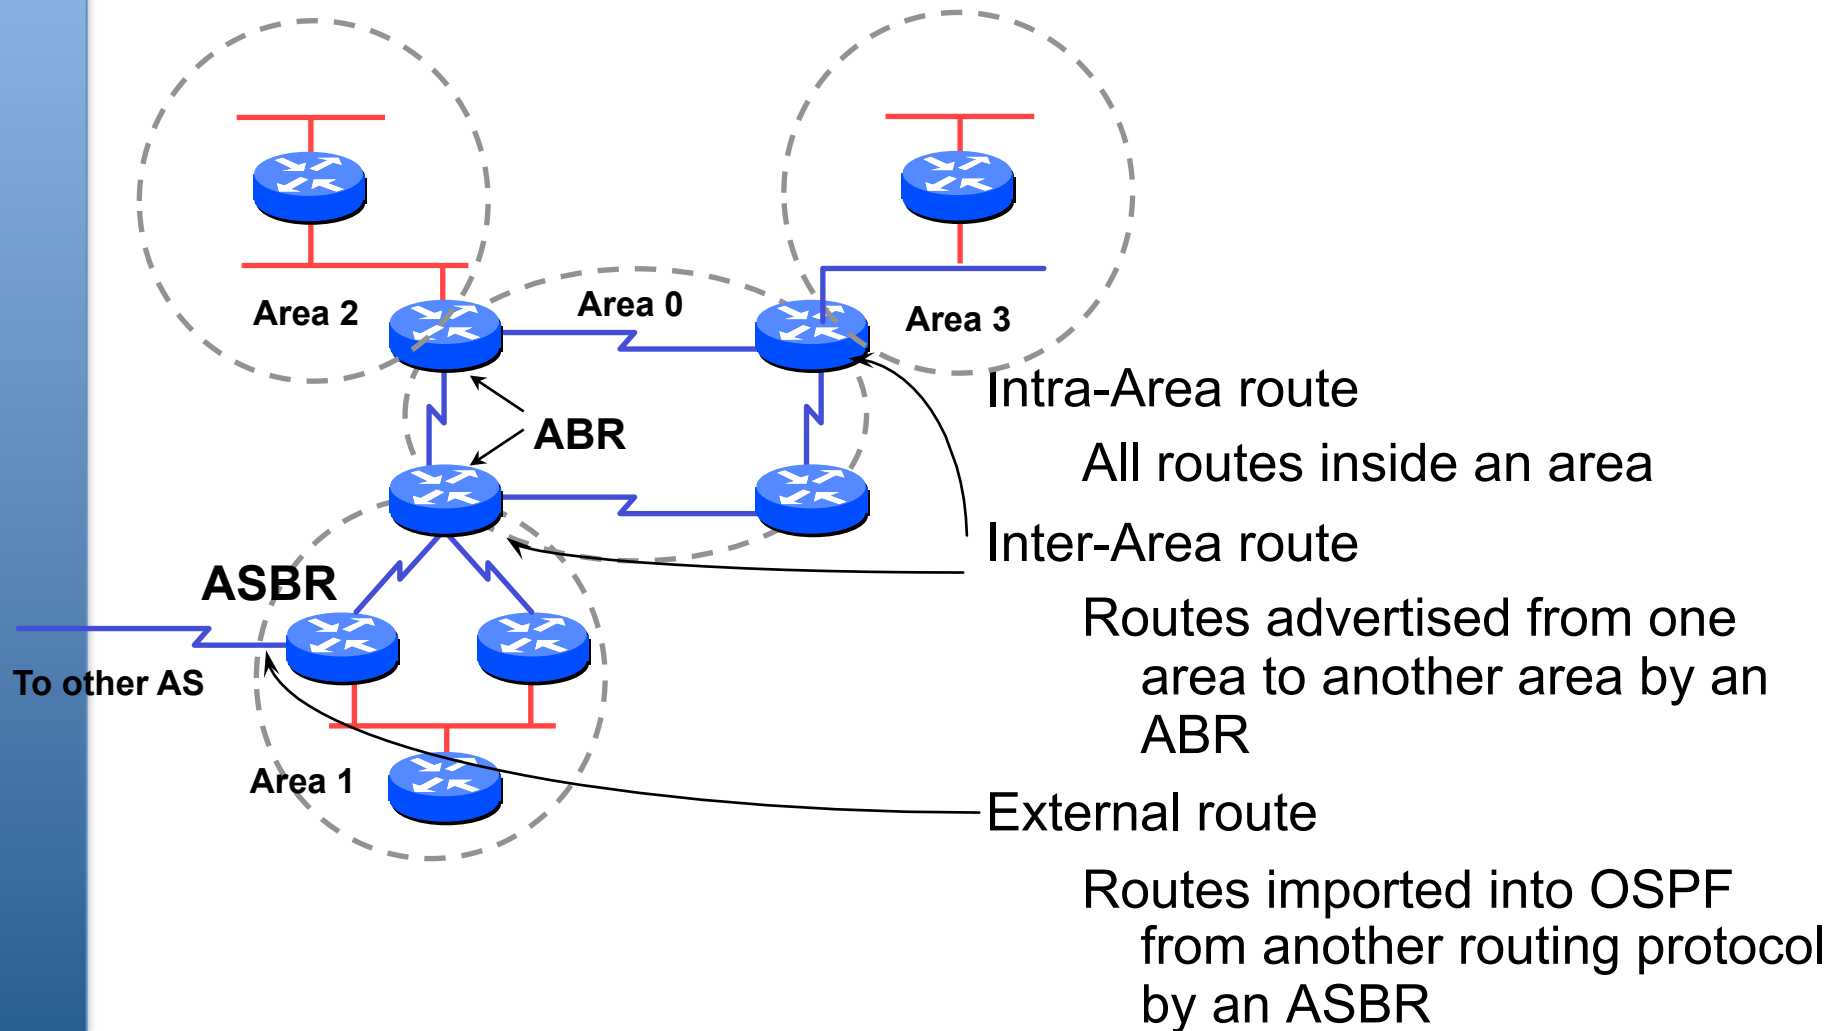 Area 2
Area 0
Area 3
ABR
ASBR
To other AS
Area 1
Intra-Area route
All routes inside an area
Inter-Area route
Routes advertised from one
area to another area by an
ABR
External route
Routes imported into OSPF
from another routing protocol
by an ASBR